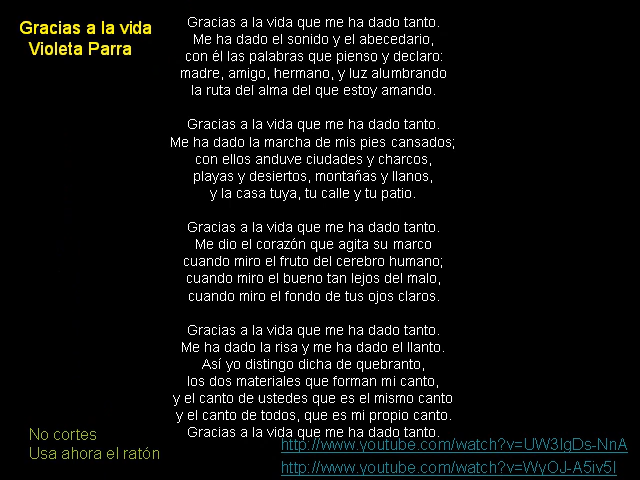 Gracias a la vida
Violeta Parra
Gracias a la vida que me ha dado tanto.
Me ha dado el sonido y el abecedario,
con él las palabras que pienso y declaro:
madre, amigo, hermano, y luz alumbrando
la ruta del alma del que estoy amando.
Gracias a la vida que me ha dado tanto.
Me ha dado la marcha de mis pies cansados;
con ellos anduve ciudades y charcos,
playas y desiertos, montañas y llanos,
y la casa tuya, tu calle y tu patio.
Gracias a la vida que me ha dado tanto.
Me dio el corazón que agita su marco
cuando miro el fruto del cerebro humano;
cuando miro el bueno tan lejos del malo,
cuando miro el fondo de tus ojos claros.
Gracias a la vida que me ha dado tanto.
Me ha dado la risa y me ha dado el llanto.
Así yo distingo dicha de quebranto,
los dos materiales que forman mi canto,
y el canto de ustedes que es el mismo canto
y el canto de todos, que es mi propio canto.
Gracias a la vida que me ha dado tanto.
No cortes
Usa ahora el ratón
http://www.youtube.com/watch?v=UW3IgDs-NnA
http://www.youtube.com/watch?v=WyOJ-A5iv5I